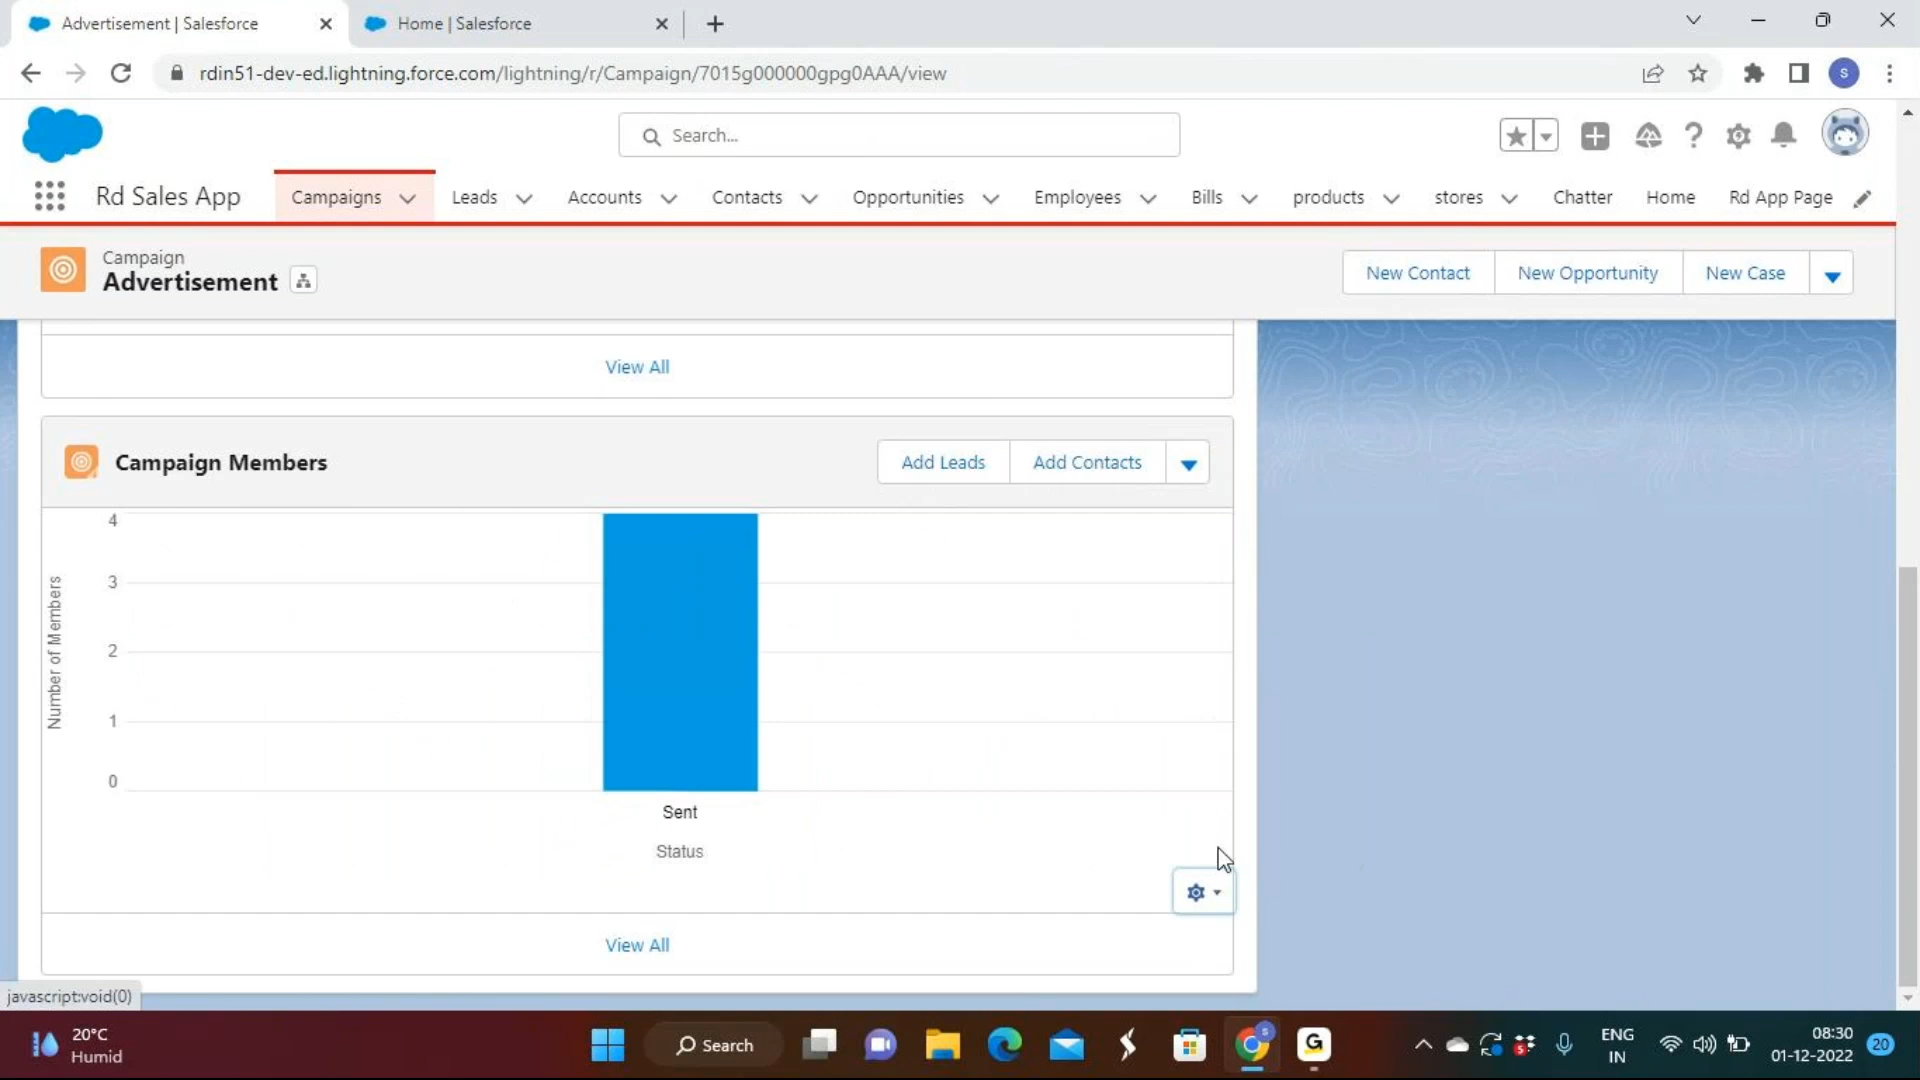 Advertisement | Salesforce
Home | Salesforce
rdin51-dev-ed.lightning.force.com/lightning/r/Campaign/7015g000000gpg0AAA/view
S
Search...
Rd Sales App
Campaigns
Leads
Accounts
Contacts
Opportunities
Employees
Bills
products
stores
Chatter
Home
Rd App Page
Campaign
Advertisement
New Contact
New Opportunity
New Case
View All
Campaign Members
Add Leads
Add Contacts
Number of Members
4
3
2
1
0
Sent
Status
View All
javascript:void(0)
20°C
Humid
Search
S
G
S
ENG
IN
08:30
01-12-2022
20